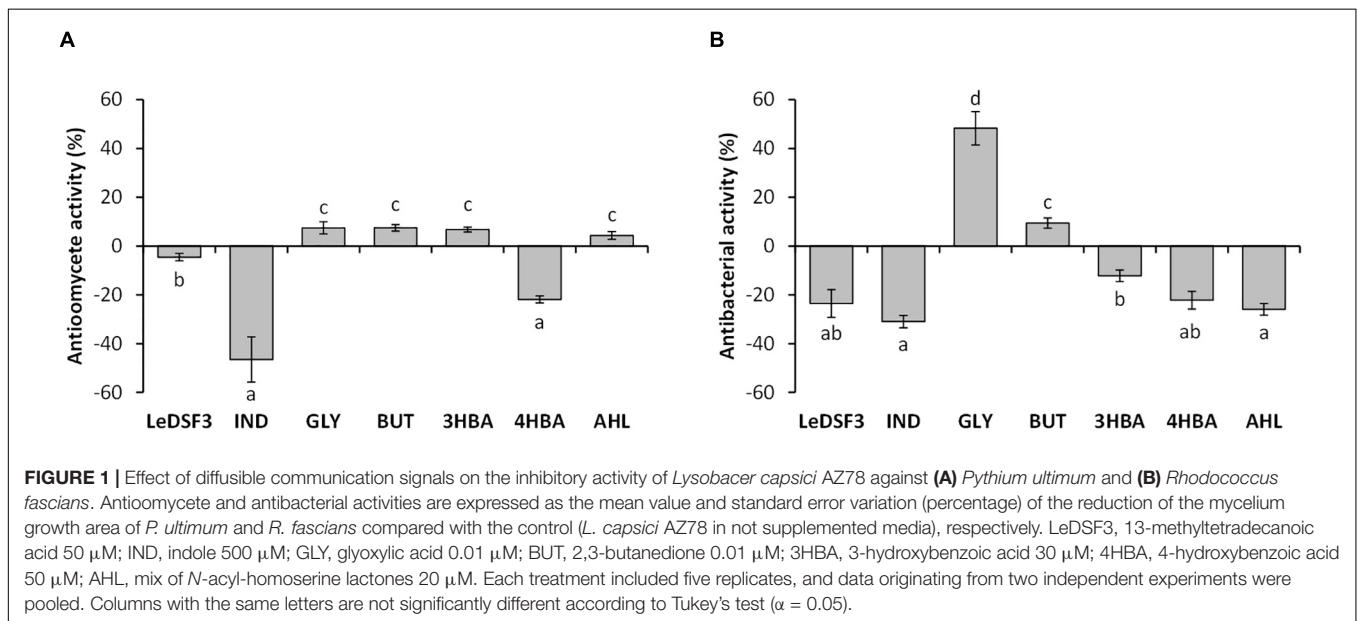 A
B
60
40
20
0
-20
-40
-60
Antioomycete activity (%)
b
a
c
c
c
a
c
LeDSF3 IND GLY BUT 3HBA 4HBA AHL
60
40
20
0
-20
-40
-60
Antibacterial activity (%)
ab
a
d
c
b
ab
a
LeDSF3 IND GLY BUT 3HBA 4HBA AHL
FIGURE 1 | Effect of diffusible communication signals on the inhibitory activity of Lysobacer capsici AZ78 against (A) Pythium ultimum and (B) Rhodococcus
fascians. Antioomycete and antibacterial activities are expressed as the mean value and standard error variation (percentage) of the reduction of the mycelium
growth area of P. ultimum and R. fascians compared with the control (L. capsici AZ78 in not supplemented media), respectively. LeDSF3, 13-methyltetradecanoic
acid 50 μM; IND, indole 500 μM; GLY, glyoxylic acid 0.01 μM; BUT, 2,3-butanedione 0.01 μM; 3HBA, 3-hydroxybenzoic acid 30 μM; 4HBA, 4-hydroxybenzoic acid
50 μM; AHL, mix of N-acyl-homoserine lactones 20 μM. Each treatment included five replicates, and data originating from two independent experiments were
pooled. Columns with the same letters are not significantly different according to Tukey's test (α = 0.05).